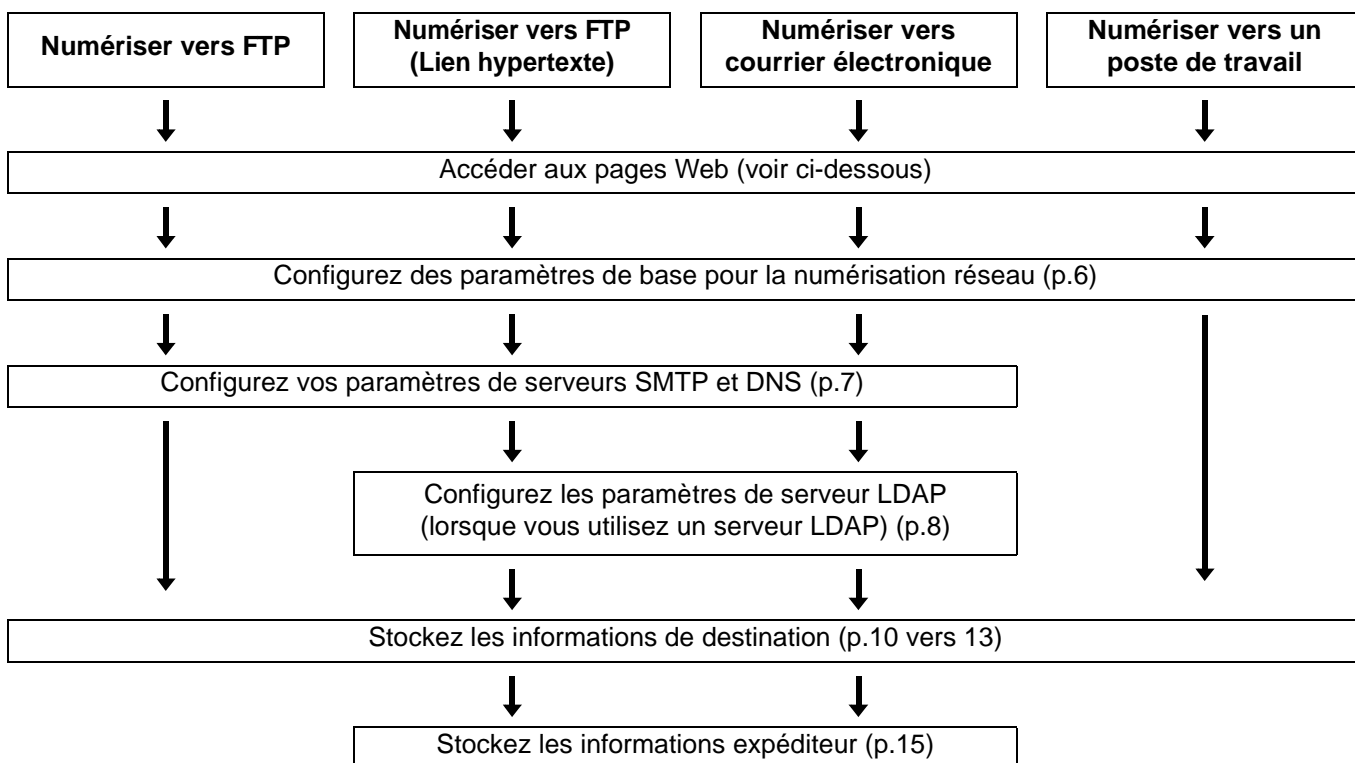 Numériser vers FTP
Numériser vers FTP
(Lien hypertexte)
Numériser vers
courrier électronique
Numériser vers un
poste de travail
Accéder aux pages Web (voir ci-dessous)
Configurez des paramètres de base pour la numérisation réseau (p.6)
Configurez vos paramètres de serveurs SMTP et DNS (p.7)
Configurez les paramètres de serveur LDAP
(lorsque vous utilisez un serveur LDAP) (p.8)
Stockez les informations de destination (p.10 vers 13)
Stockez les informations expéditeur (p.15)